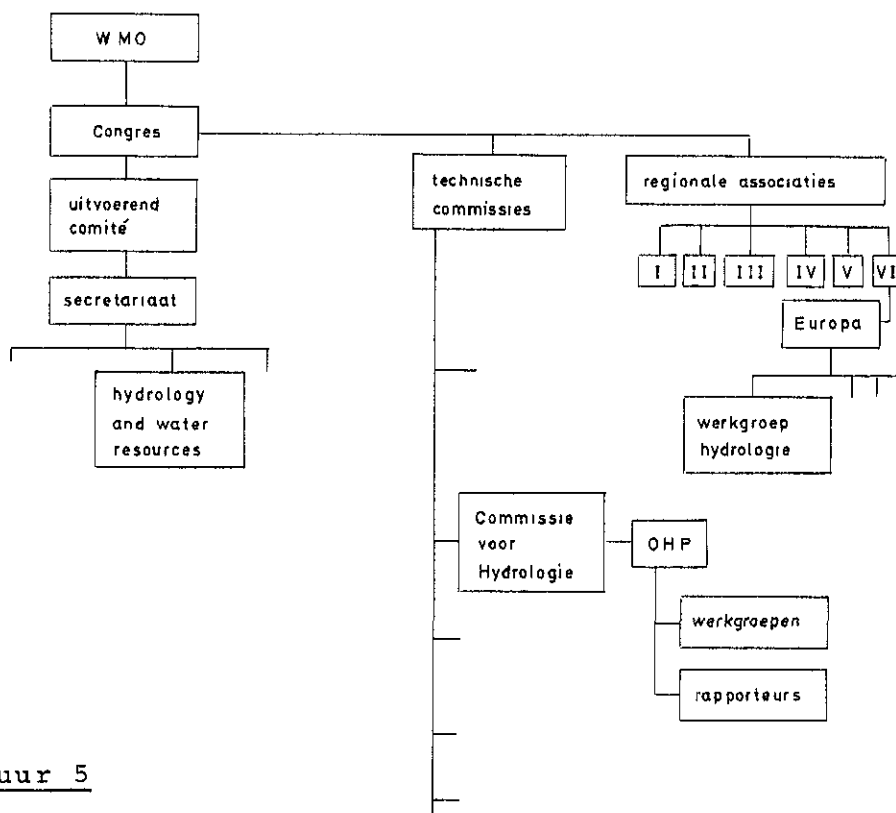 WMO
Congres
uitvoerend
comité
secretariaat
hydrology
and water
resources
technische
commissies
regionale associaties
I II III IV V VI
Europa
werkgroep
hydrologie
Commissie
voor
Hydrologie
OHP
werkgroepen
rapporteurs
uur 5